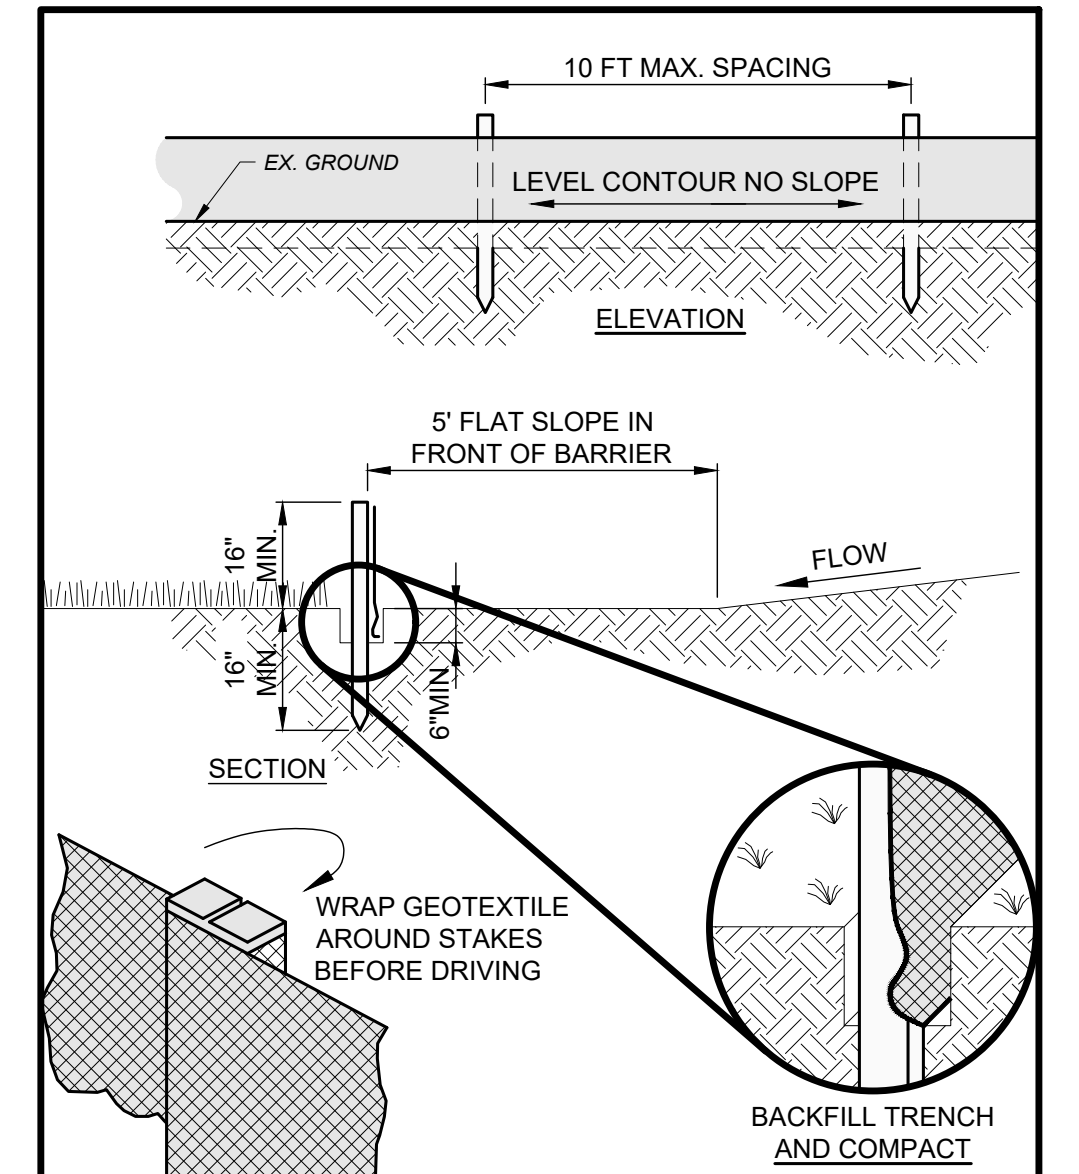 10 FT MAX. SPACING
EX. GROUND
LEVEL CONTOUR NO SLOPE
ELEVATION
5' FLAT SLOPE IN
FRONT OF BARRIER
16"
MIN.
FLOW
16"
MIN.
6"MIN
SECTION
WRAP GEOTEXTILE
AROUND STAKES
BEFORE DRIVING
BACKFILL TRENCH
AND COMPACT